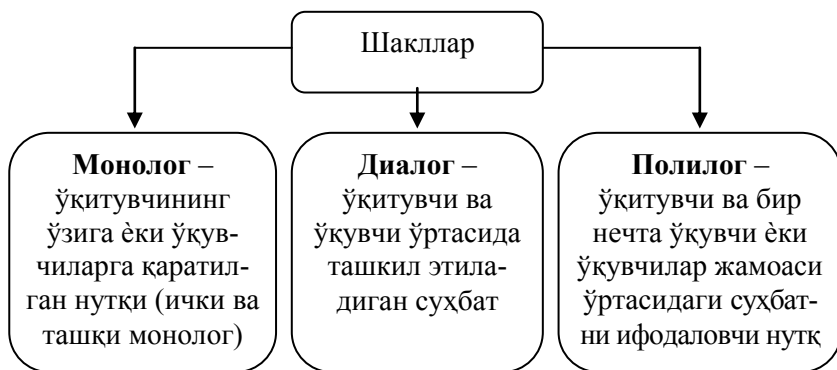 Шакллар
Монолог –
ўқитувчининг
ўзига ѐки ўқув-
чиларга қаратил-
ган нутқи (ички ва
ташқи монолог)
Диалог –
ўқитувчи ва
ўқувчи ўртасида
ташкил этила-
диган суҳбат
Полилог –
ўқитувчи ва бир
нечта ўқувчи ѐки
ўқувчилар жамоаси
ўртасидаги суҳбат-
ни ифодаловчи нутқ